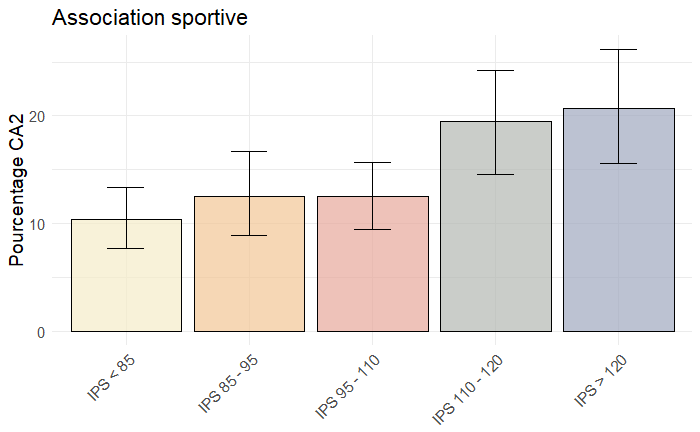 Association sportive
Pourcentage CA2
20
10
0
IPS < 85
IPS 85 - 95
IPS 95 - 110
IPS 110 - 120
IPS > 120